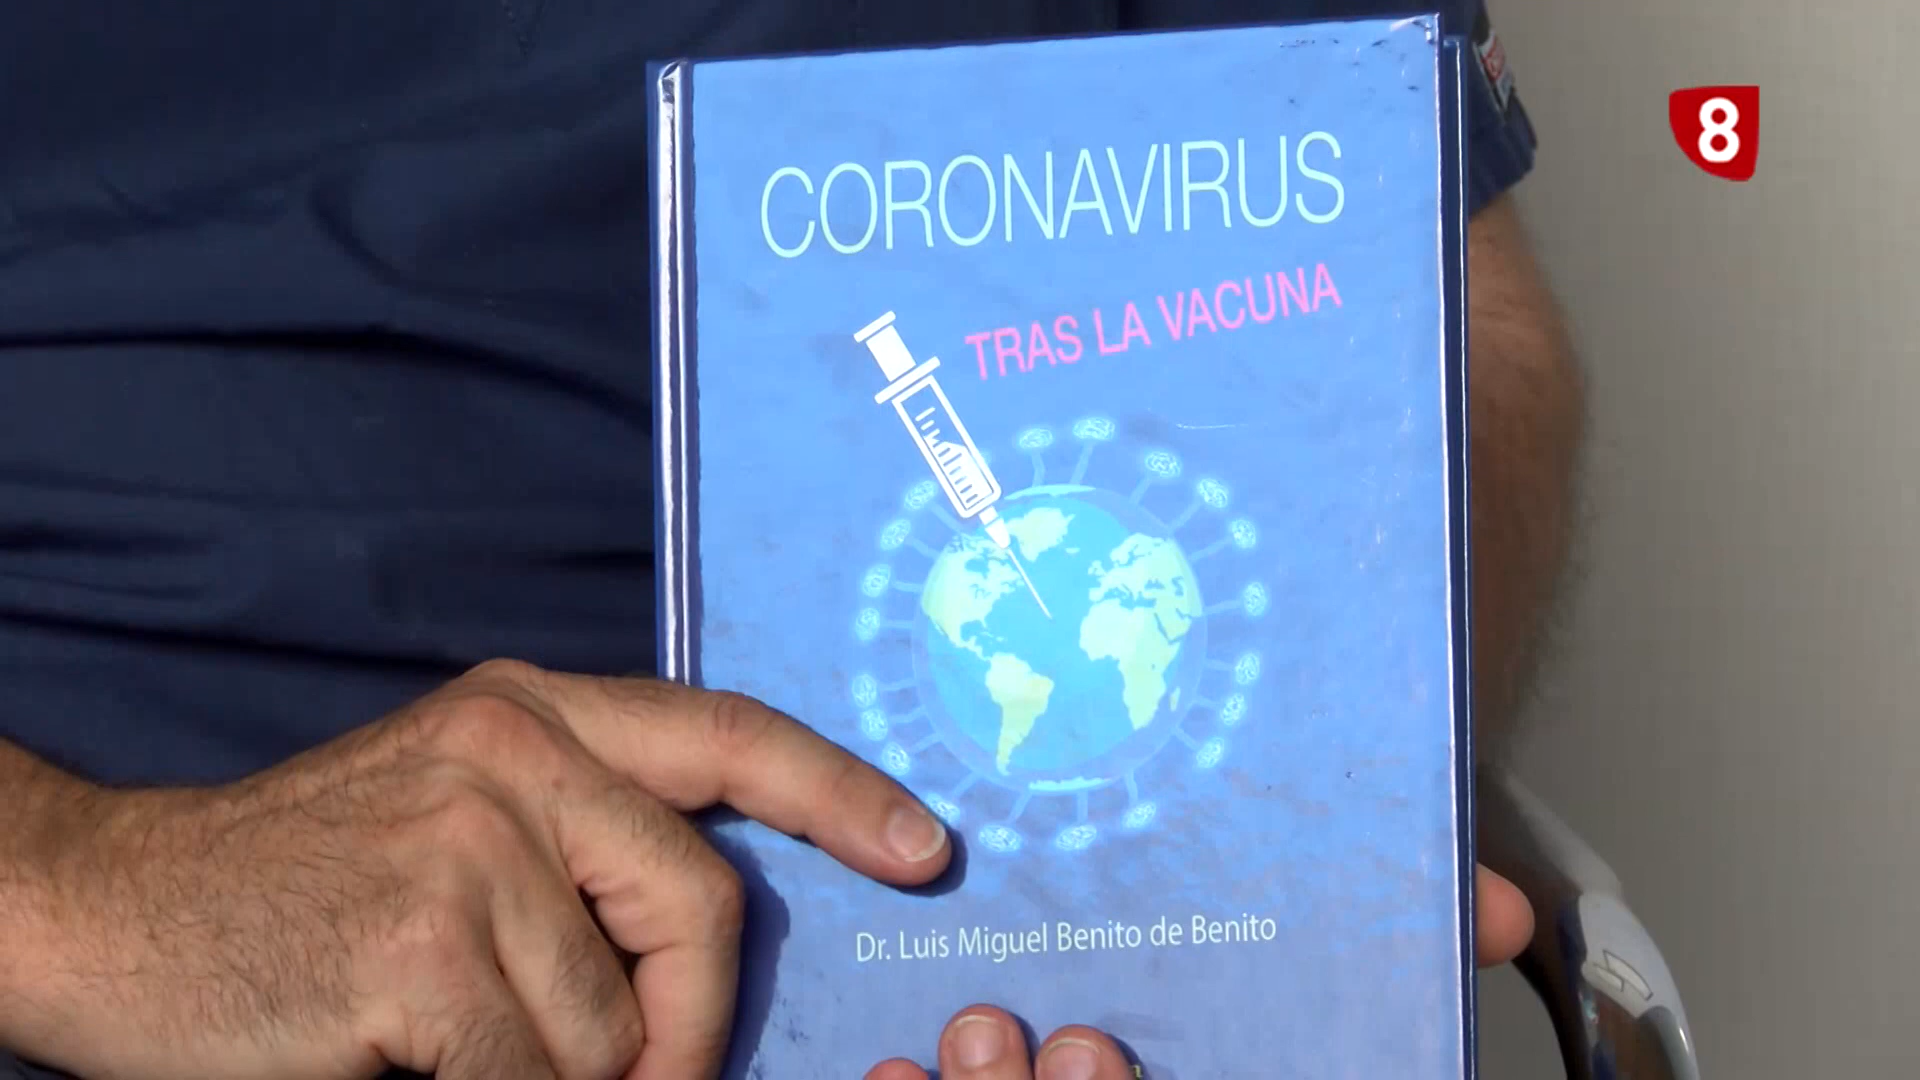 8
CORONAVIRUS
TRAS LA VACUNA
Dr. Luis Miguel Benito de Benito